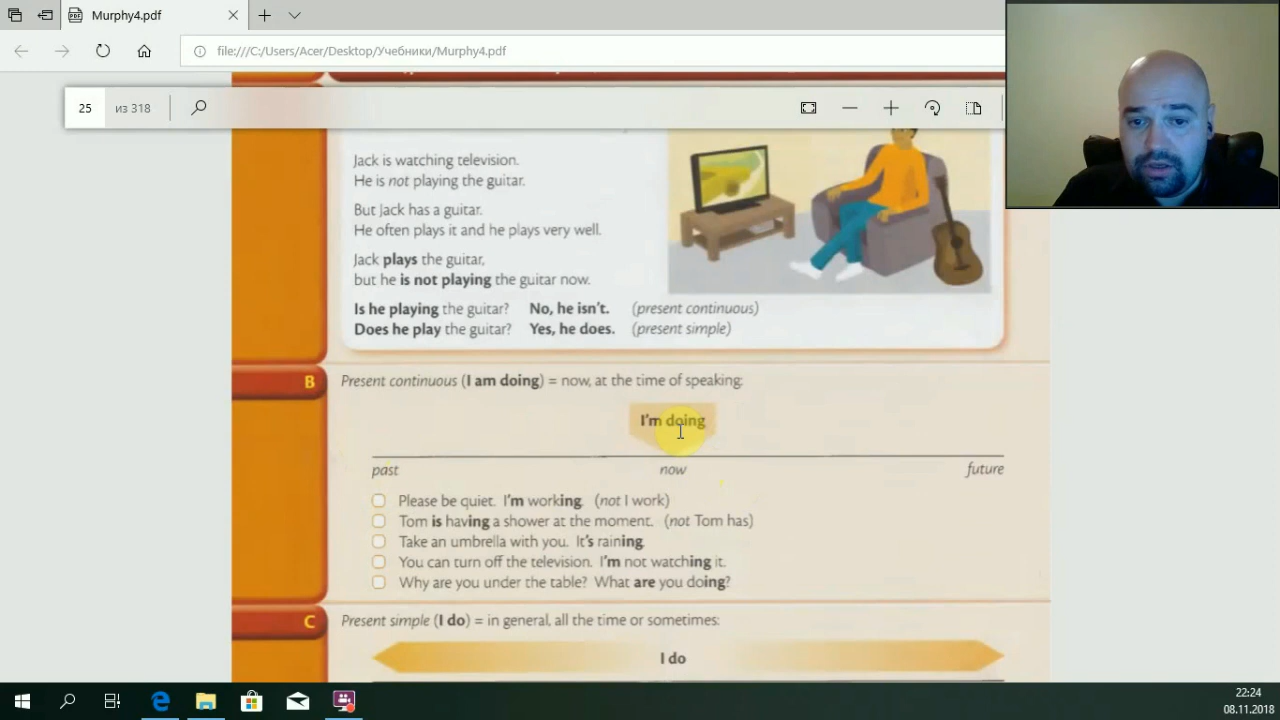 Murphy4.pdf
file:///C:/Users/Acer/Desktop/Учебники/Murphy4.pdf
25 из 318
Jack is watching television.
He is not playing the guitar.
But Jack has a guitar.
He often plays it and he plays very well.
Jack plays the guitar,
but he is not playing the guitar now.
Is he playing the guitar? No, he isn't. (present continuous)
Does he play the guitar? Yes, he does. (present simple)
B Present continuous (I am doing) = now, at the time of speaking:
I'm doing
past now future
Please be quiet. I'm working. (not I work)
Tom is having a shower at the moment. (not Tom has)
Take an umbrella with you. It's raining.
You can turn off the television. I'm not watching it.
Why are you under the table? What are you doing?
C Present simple (I do) = in general, all the time or sometimes:
I do
22:24
08.11.2018